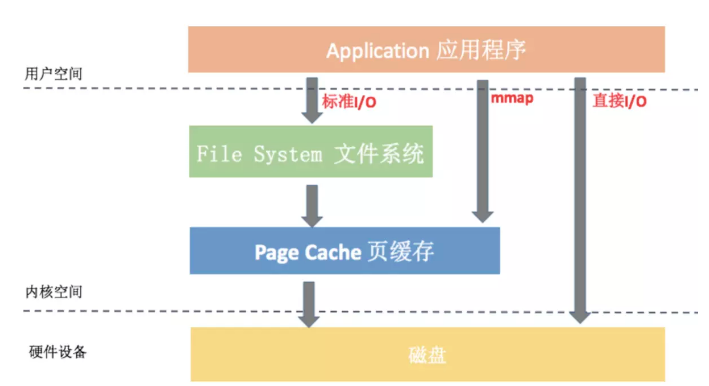 Application 应用程序
用户空间
标准I/O
mmap
直接I/O
File System 文件系统
Page Cache 页缓存
内核空间
硬件设备
磁盘